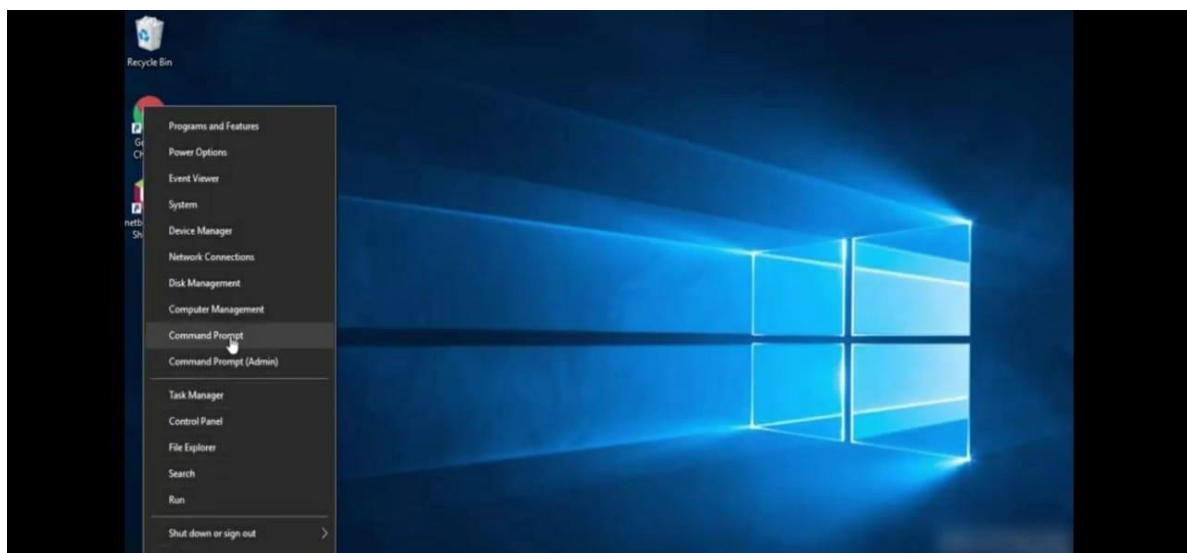 Recycle Bin
Programs and Features
Power Options
Event Viewer
System
Device Manager
Network Connections
Disk Management
Computer Management
Command Prompt
Command Prompt (Admin)
Task Manager
Control Panel
File Explorer
Search
Run
Shut down or sign out